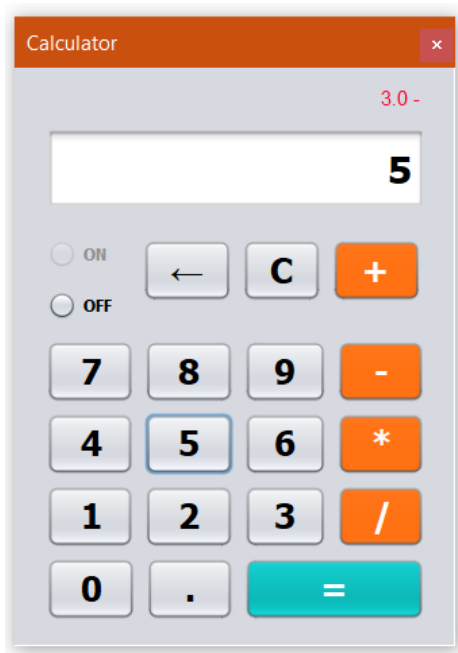 Calculator ×
3.0 -
5
ON
← C +
OFF
7 8 9 -
4 5 6 *
1 2 3 /
0 . =